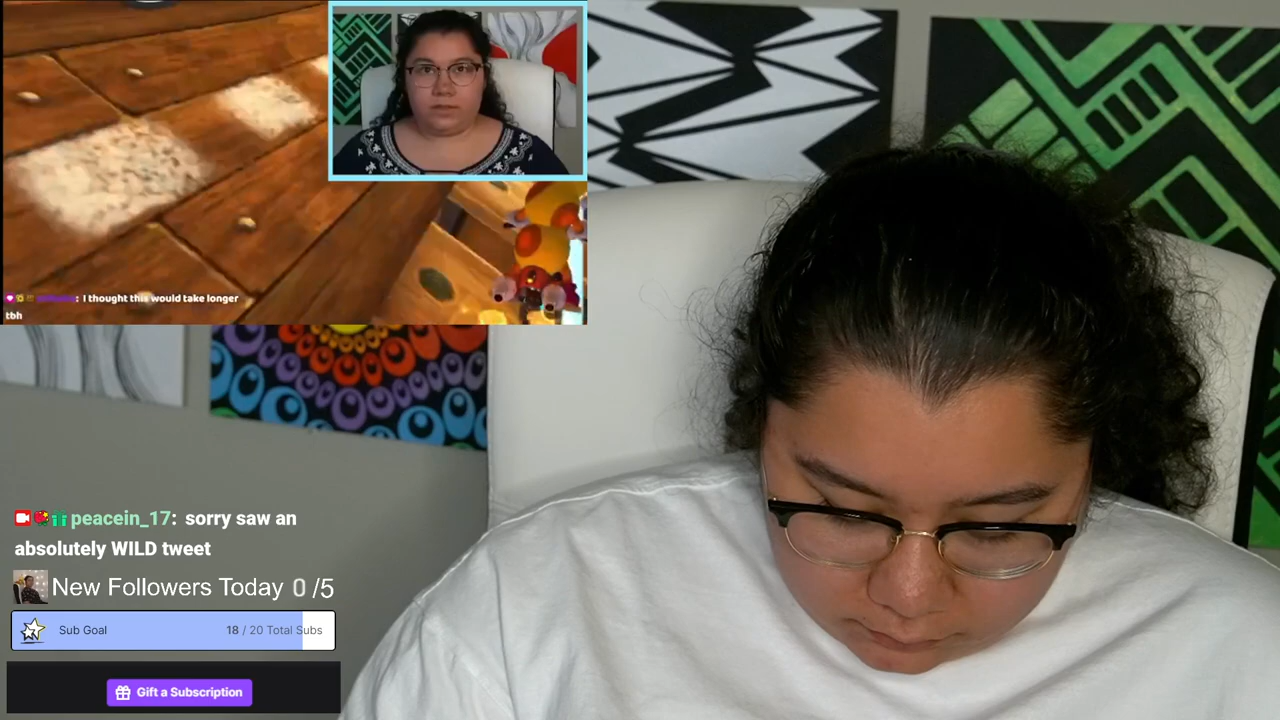 : I thought this would take longer
tbh
peacein_17: sorry saw an
absolutely WILD tweet
New Followers Today 0 /5
Sub Goal 18 / 20 Total Subs
Gift a Subscription